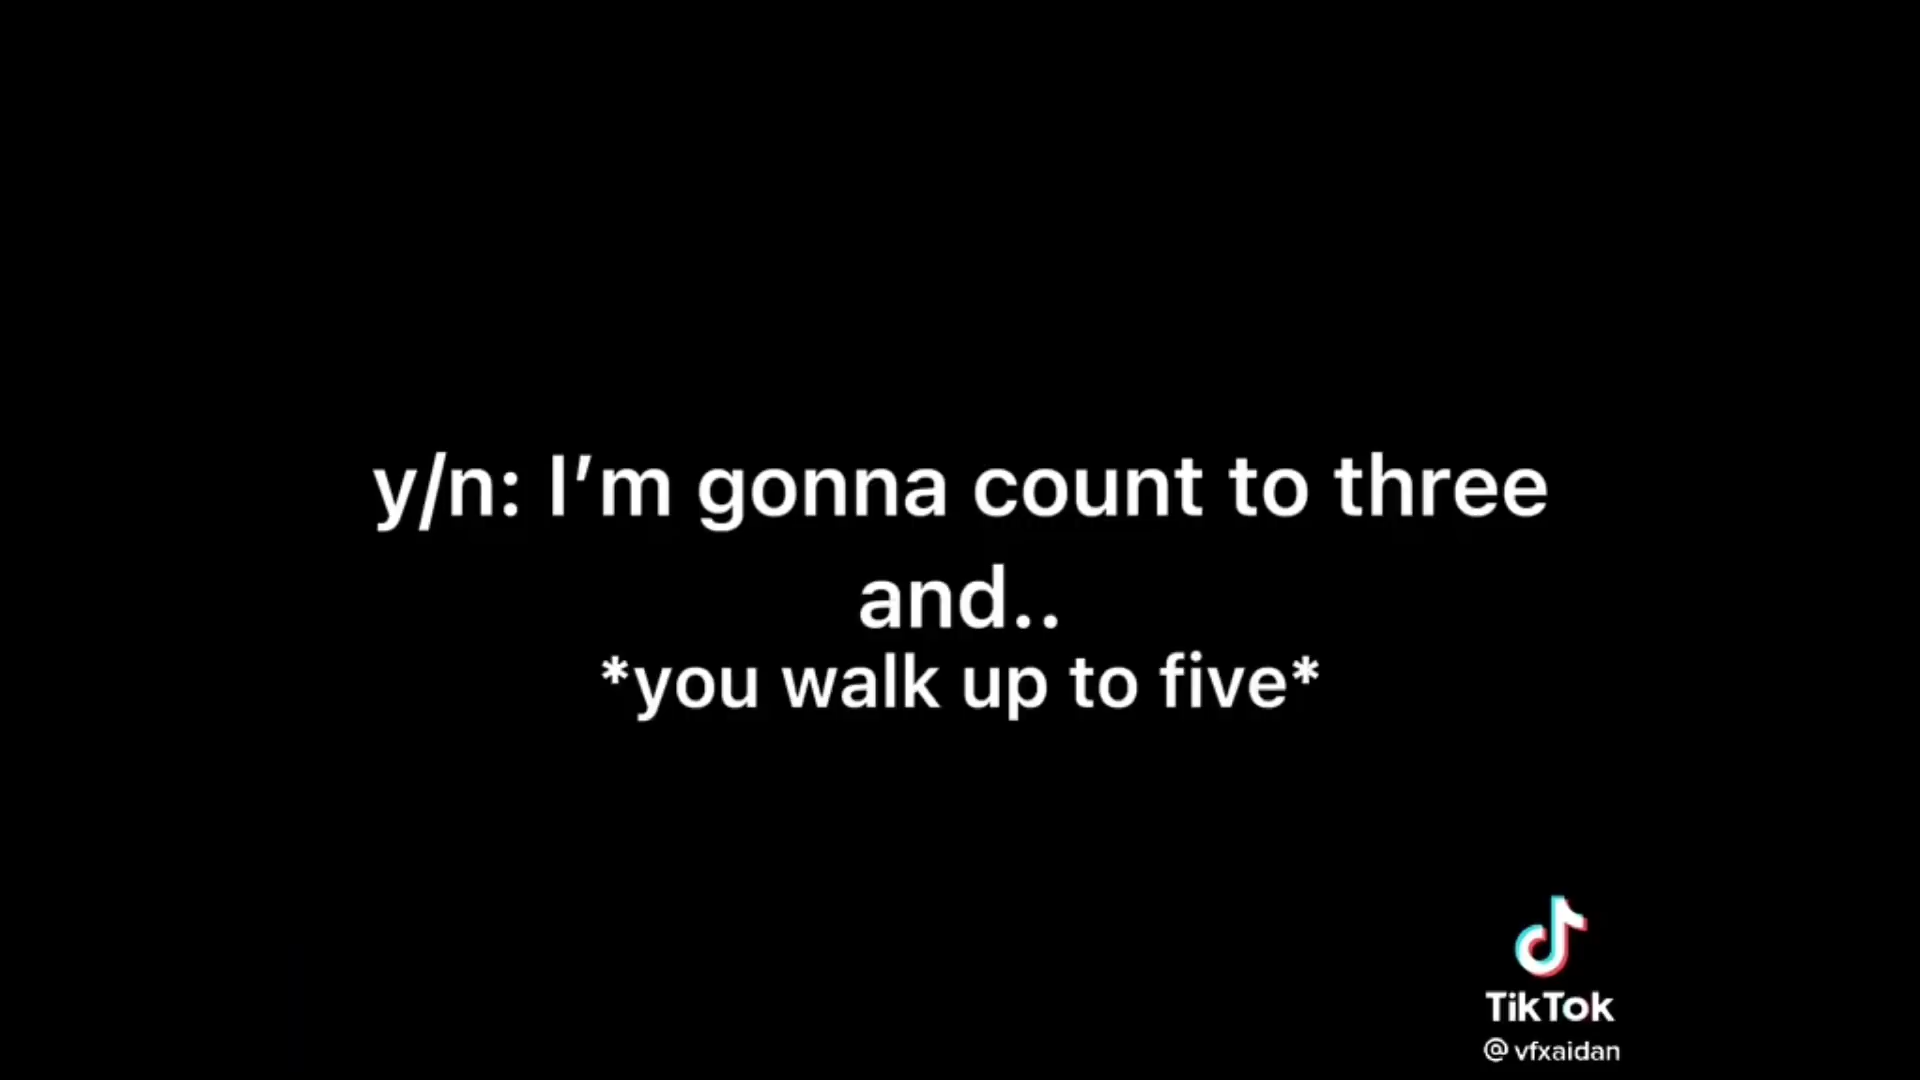 y/n: I’m gonna count to three
and..
*you walk up to five*
TikTok
@vfxaidan